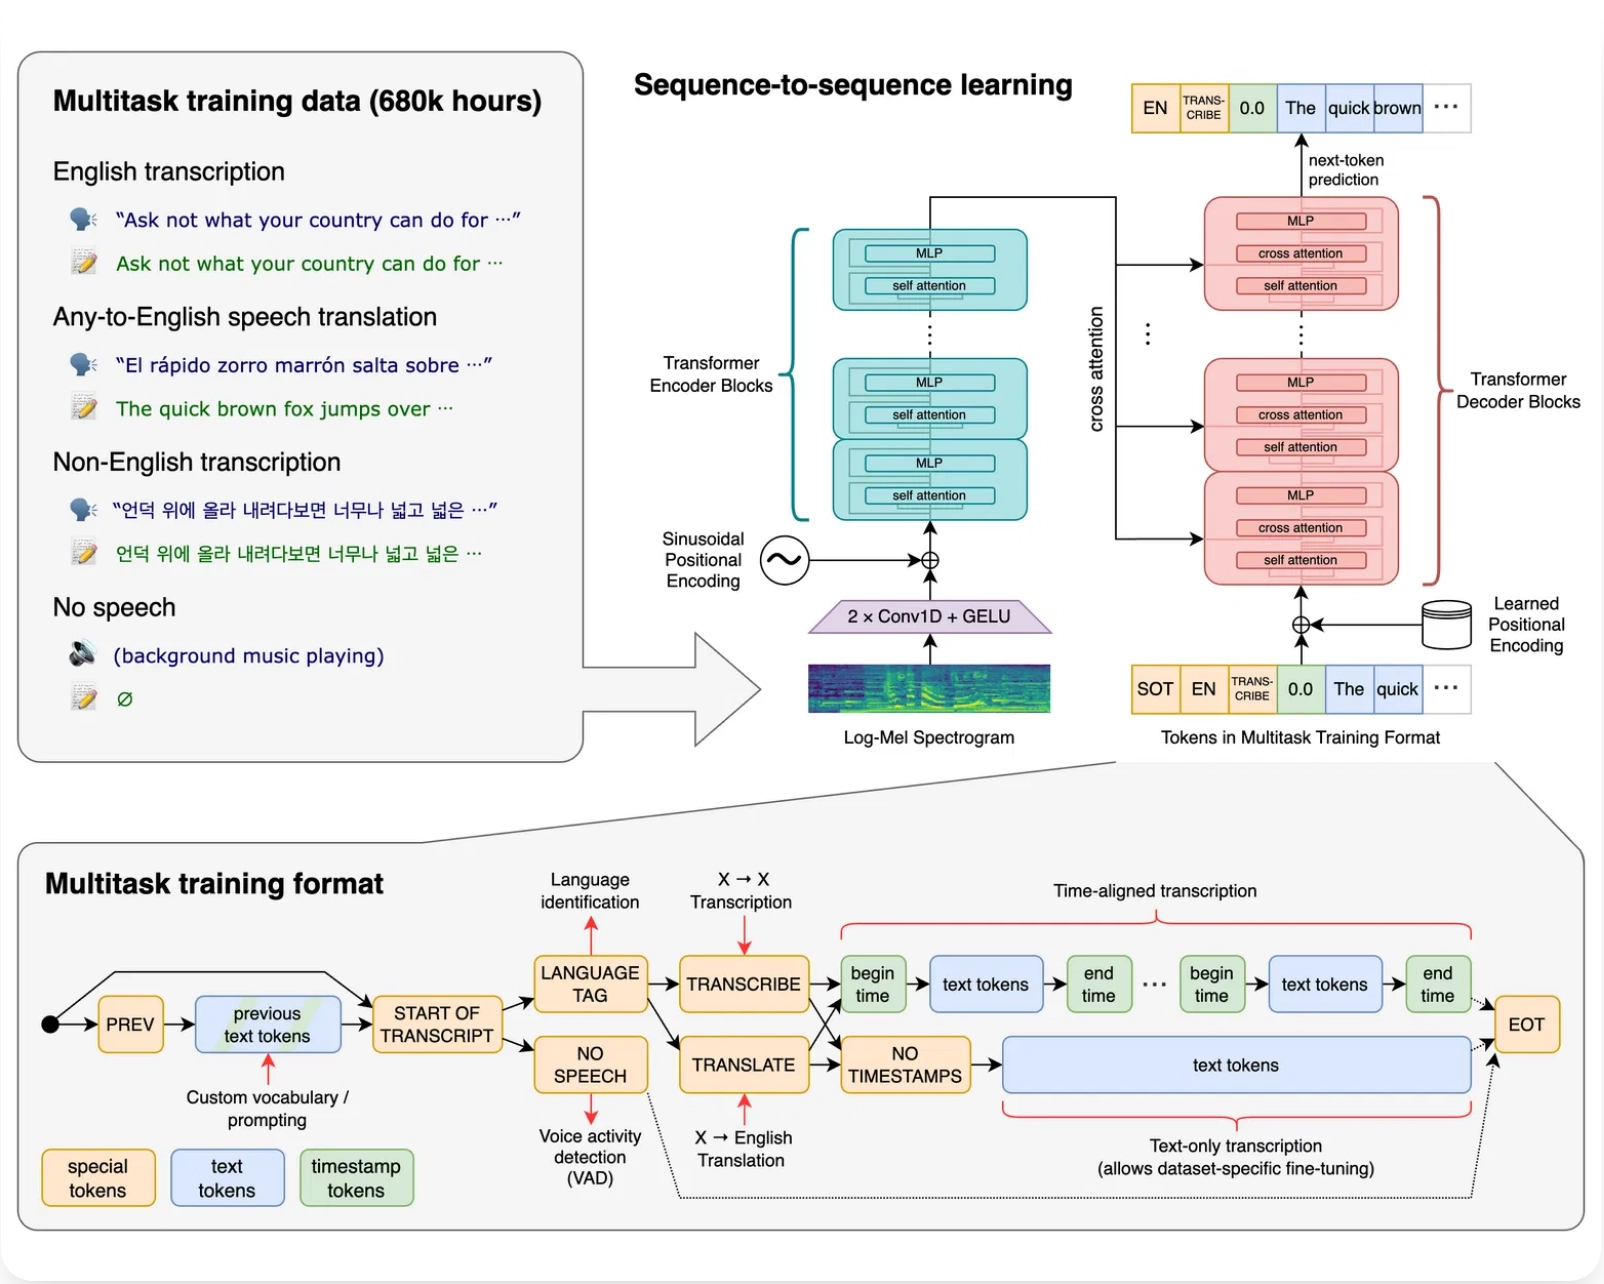 Multitask training data (680k hours)
English transcription
“Ask not what your country can do for ⋯”
Ask not what your country can do for ⋯
Any-to-English speech translation
“El rápido zorro marrón salta sobre ⋯”
The quick brown fox jumps over ⋯
Non-English transcription
“언덕 위에 올라 내려다보면 너무나 넓고 넓은 ⋯”
언덕 위에 올라 내려다보면 너무나 넓고 넓은 ⋯
No speech
(background music playing)
∅
Sequence-to-sequence learning
EN TRANS-CRIBE 0.0 The quick brown ⋯
next-token
prediction
MLP
self attention
⋮
MLP
self attention
MLP
self attention
Transformer
Encoder Blocks
Sinusoidal
Positional
Encoding
~
2 × Conv1D + GELU
Log-Mel Spectrogram
cross attention
⋮
MLP
cross attention
self attention
⋮
MLP
cross attention
self attention
MLP
cross attention
self attention
Transformer
Decoder Blocks
Learned
Positional
Encoding
SOT EN TRANS-CRIBE 0.0 The quick ⋯
Tokens in Multitask Training Format
Multitask training format
PREV
previous
text tokens
Custom vocabulary /
prompting
START OF
TRANSCRIPT
Language
identification
LANGUAGE
TAG
NO
SPEECH
Voice activity
detection
(VAD)
X → X
Transcription
TRANSCRIBE
TRANSLATE
X → English
Translation
Time-aligned transcription
begin
time
text tokens
end
time
⋯
begin
time
text tokens
end
time
NO
TIMESTAMPS
text tokens
Text-only transcription
(allows dataset-specific fine-tuning)
EOT
special
tokens
text
tokens
timestamp
tokens